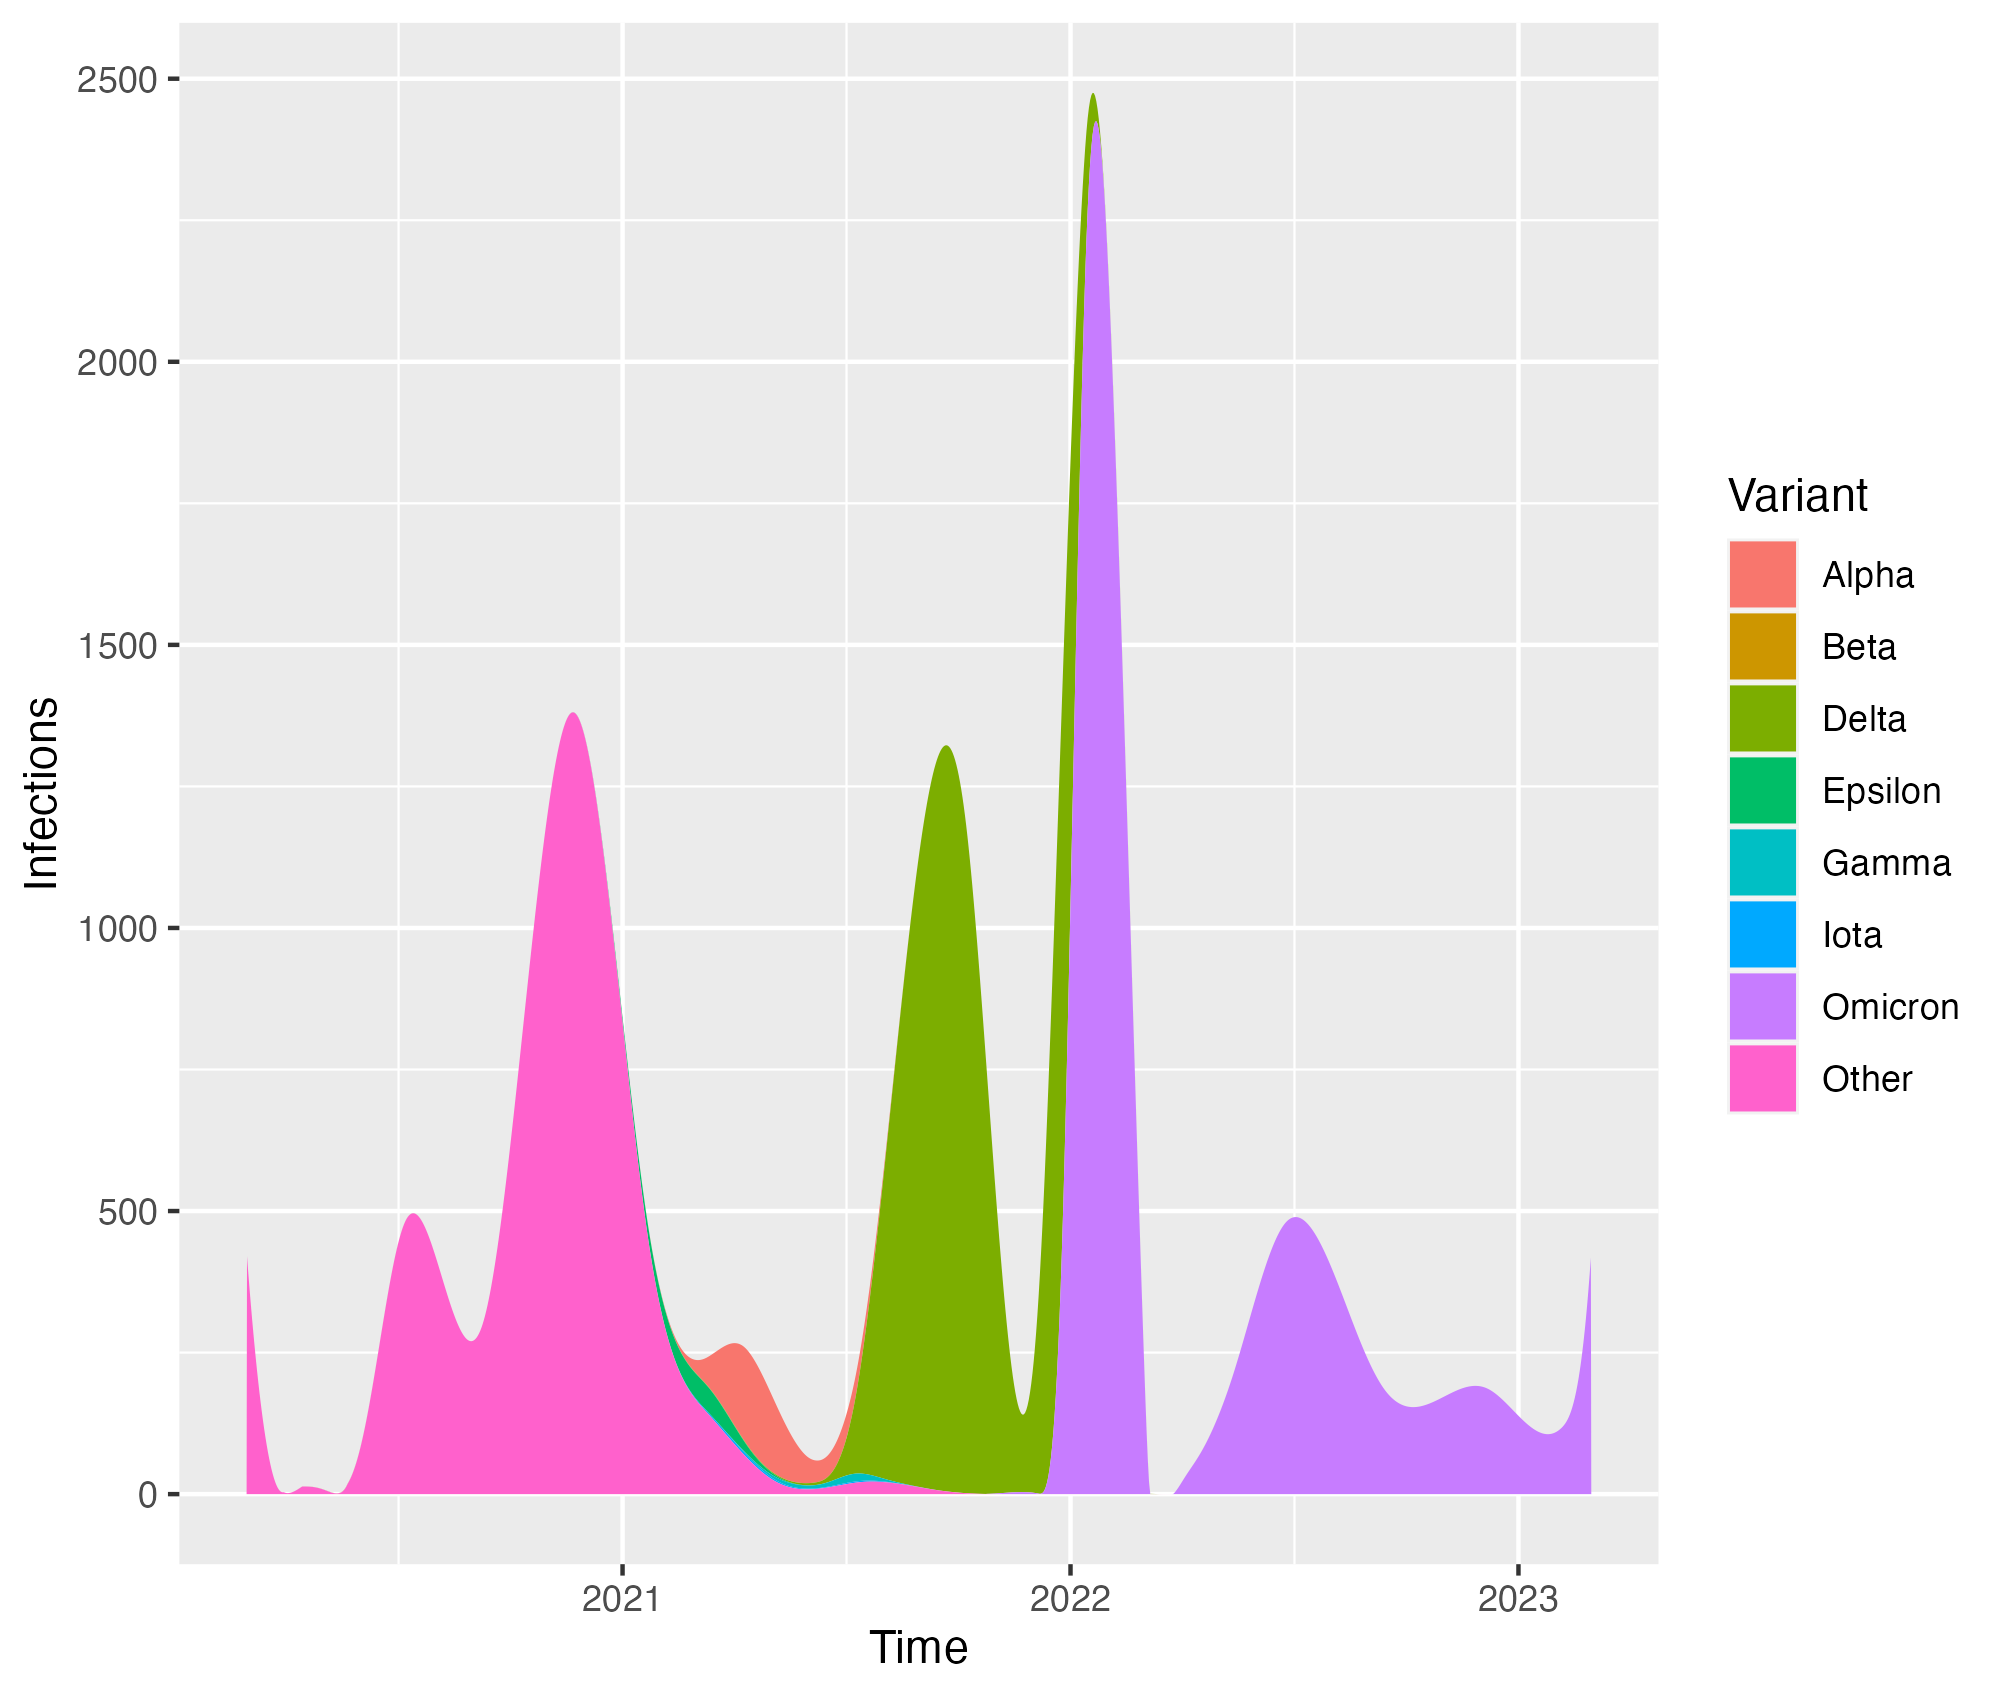 2500
2000
1500
1000
500
0
Infections
2021
2022
2023
Time
Variant
Alpha
Beta
Delta
Epsilon
Gamma
Iota
Omicron
Other